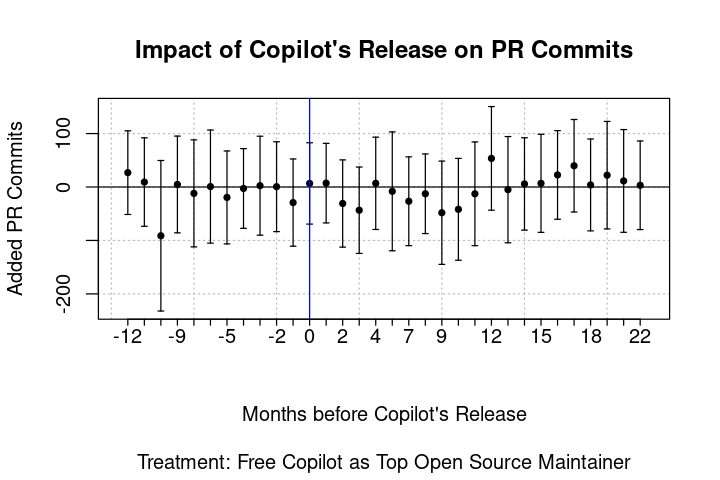 Impact of Copilot's Release on PR Commits
Added PR Commits
100
0
-200
-12 -9 -5 -2 0 2 4 7 9 12 15 18 22
Months before Copilot's Release
Treatment: Free Copilot as Top Open Source Maintainer